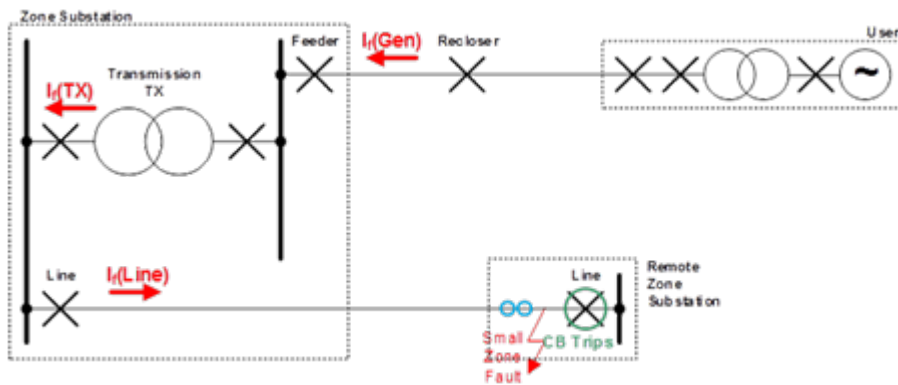 Zone Substation
Feeder
If(Gen)
Recloser
User
Transmission
TX
If(TX)
~
Line
If(Line)
Line
Remote
Zone
Substation
Small
Zone
Fault
CB Trips